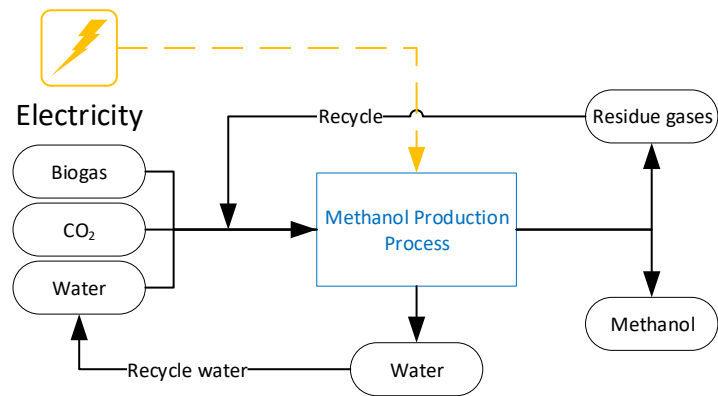 Electricity
Recycle
Residue gases
Biogas
CO₂
Water
Methanol Production
Process
Methanol
Recycle water
Water